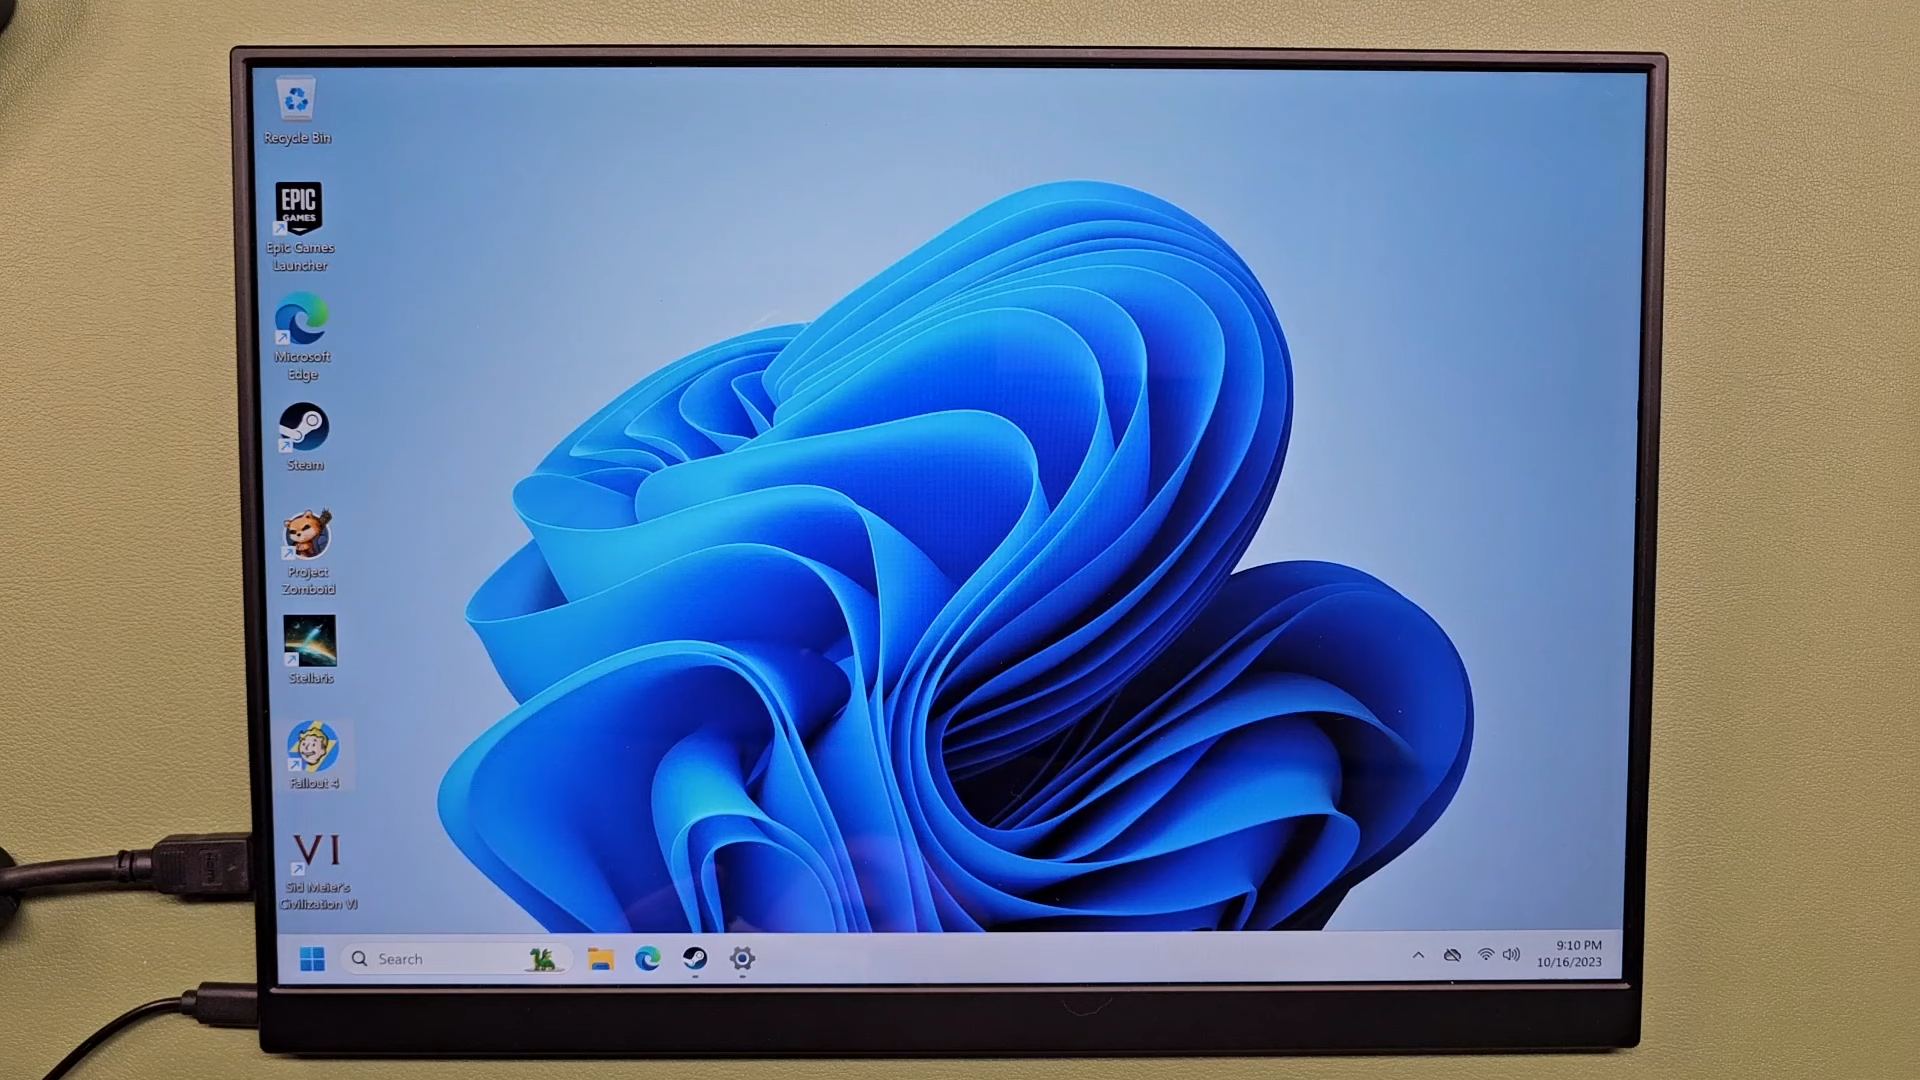 Recycle Bin
EPIC
GAMES
Epic Games
Launcher
Microsoft
Edge
Steam
Project
Zomboid
Stellaris
Fallout 4
VI
Sid Meier's
Civilization VI
HDMI
Search
9:10 PM
10/16/2023